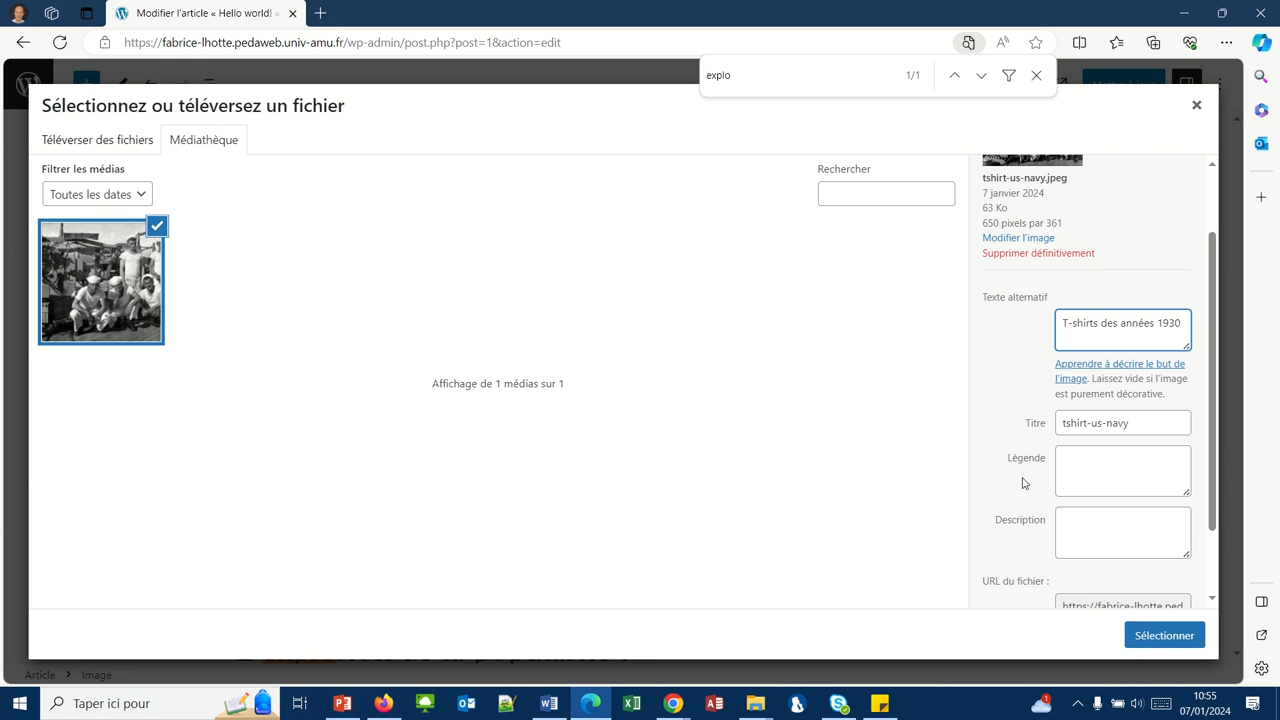 Modifier l'article « Hello world! »
https://fabrice-lhotte.pedaweb.univ-amu.fr/wp-admin/post.php?post=1&action=edit
explo
1/1
Sélectionnez ou téléversez un fichier
Téléverser des fichiers
Médiathèque
Filtrer les médias
Toutes les dates
Rechercher
Affichage de 1 médias sur 1
tshirt-us-navy.jpeg
7 janvier 2024
63 Ko
650 pixels par 361
Modifier l'image
Supprimer définitivement
Texte alternatif
T-shirts des années 1930
Apprendre à décrire le but de
l'image. Laissez vide si l'image
est purement décorative.
Titre
tshirt-us-navy
Légende
Description
URL du fichier :
https://fabrice-lhotte.ped
Sélectionner
Article > Image
Taper ici pour
10:55
07/01/2024